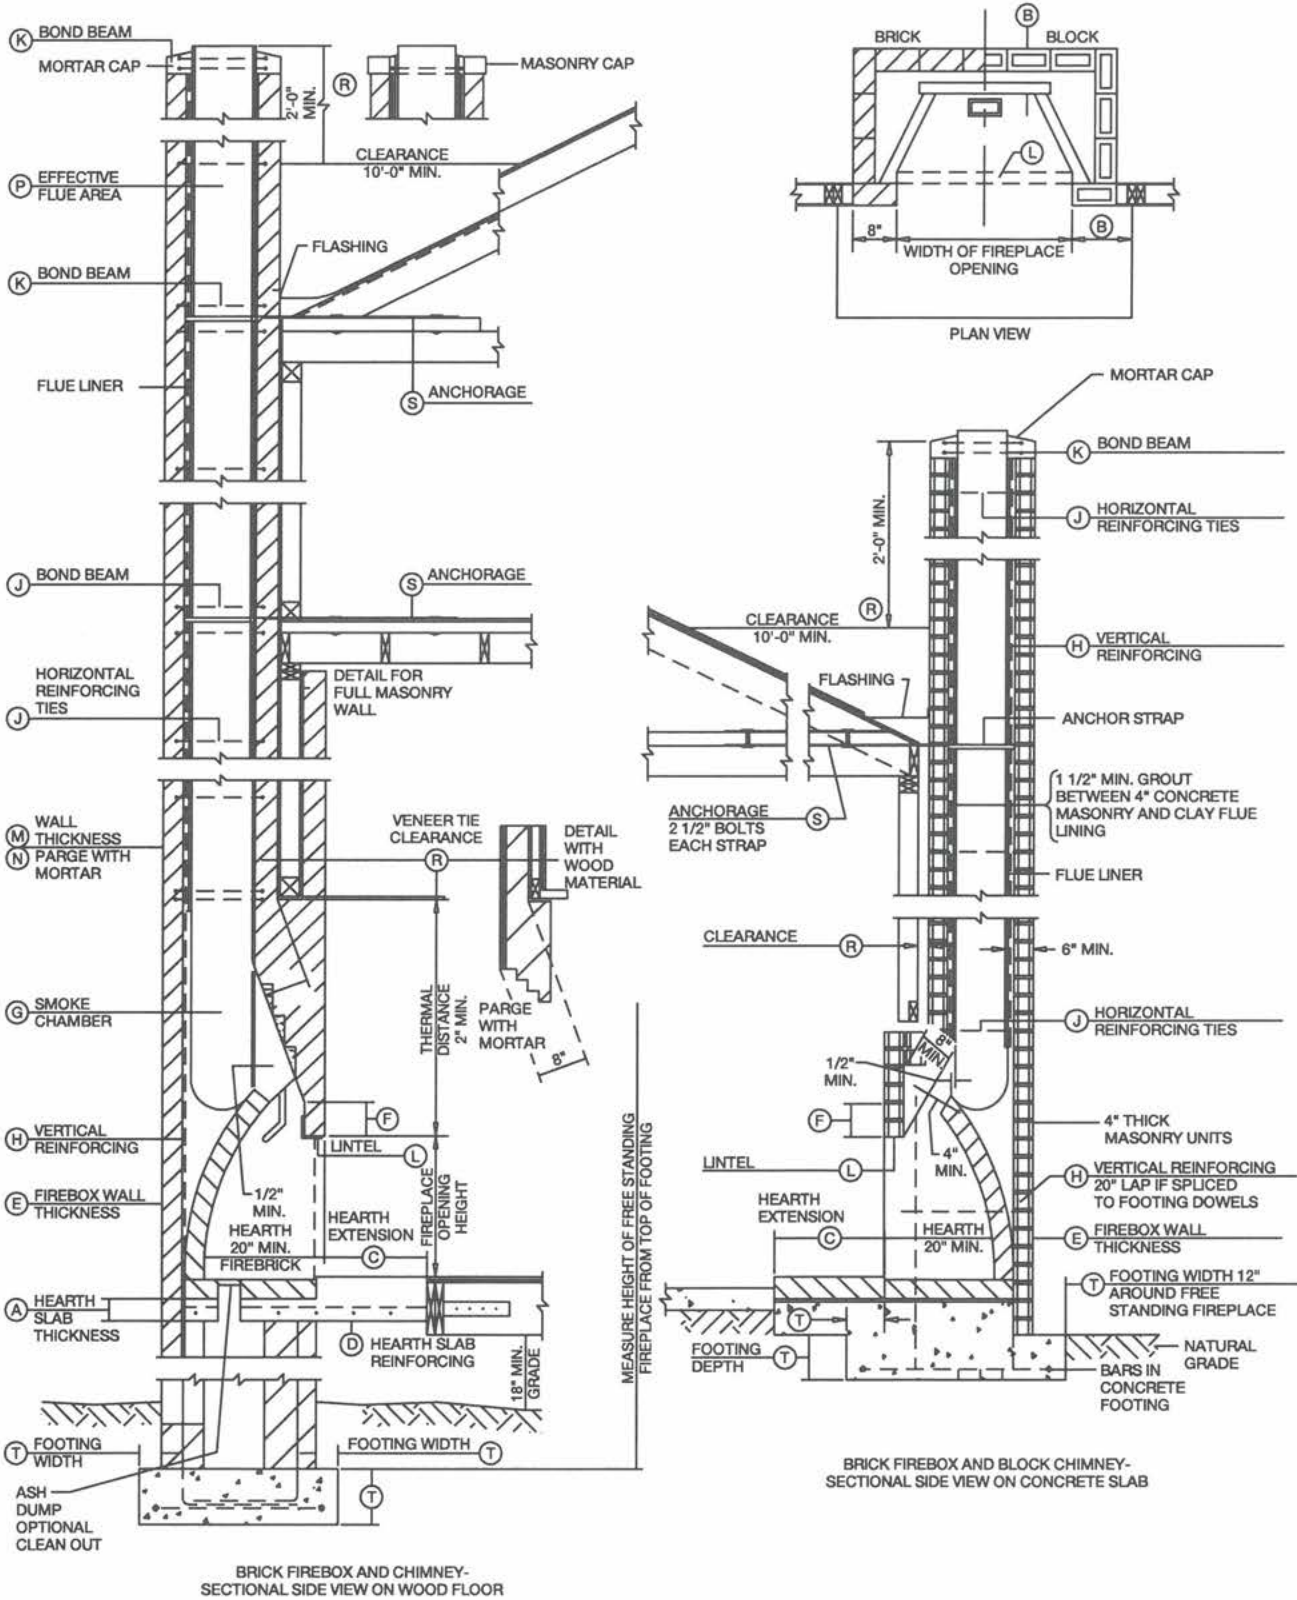 K BOND BEAM
MORTAR CAP
2'-0"
MIN.
R
MASONRY CAP
CLEARANCE
10'-0" MIN.
P EFFECTIVE
FLUE AREA
FLASHING
K BOND BEAM
FLUE LINER
S ANCHORAGE
J BOND BEAM
S ANCHORAGE
HORIZONTAL
REINFORCING
TIES
J
DETAIL FOR
FULL MASONRY
WALL
M WALL
THICKNESS
N PARGE WITH
MORTAR
VENEER TIE
CLEARANCE
R
DETAIL
WITH
WOOD
MATERIAL
G SMOKE
CHAMBER
THERMAL
DISTANCE
2" MIN.
PARGE
WITH
MORTAR
8"
F
H VERTICAL
REINFORCING
LINTEL
L
E FIREBOX WALL
THICKNESS
1/2"
MIN.
HEARTH
20" MIN.
FIREBRICK
HEARTH
EXTENSION
C
FIREPLACE
OPENING
HEIGHT
A HEARTH
SLAB
THICKNESS
D HEARTH SLAB
REINFORCING
18" MIN.
GRADE
MEASURE HEIGHT OF FREE STANDING
FIREPLACE FROM TOP OF FOOTING
T FOOTING
WIDTH
FOOTING WIDTH T
T
ASH
DUMP
OPTIONAL
CLEAN OUT
BRICK FIREBOX AND CHIMNEY-
SECTIONAL SIDE VIEW ON WOOD FLOOR
B
BRICK
BLOCK
L
8"
WIDTH OF FIREPLACE
OPENING
B
PLAN VIEW
MORTAR CAP
K BOND BEAM
2'-0" MIN.
J HORIZONTAL
REINFORCING TIES
R
CLEARANCE
10'-0" MIN.
H VERTICAL
REINFORCING
FLASHING
ANCHOR STRAP
ANCHORAGE
2 1/2" BOLTS
EACH STRAP
S
1 1/2" MIN. GROUT
BETWEEN 4" CONCRETE
MASONRY AND CLAY FLUE
LINING
FLUE LINER
CLEARANCE R
6" MIN.
J HORIZONTAL
REINFORCING TIES
8"
MIN.
1/2"
MIN.
F
4" THICK
MASONRY UNITS
4"
MIN.
LINTEL L
H VERTICAL REINFORCING
20" LAP IF SPLICED
TO FOOTING DOWELS
HEARTH
EXTENSION
C
HEARTH
20" MIN.
E FIREBOX WALL
THICKNESS
T FOOTING WIDTH 12"
AROUND FREE
STANDING FIREPLACE
T
FOOTING
DEPTH
T
NATURAL
GRADE
BARS IN
CONCRETE
FOOTING
BRICK FIREBOX AND BLOCK CHIMNEY-
SECTIONAL SIDE VIEW ON CONCRETE SLAB